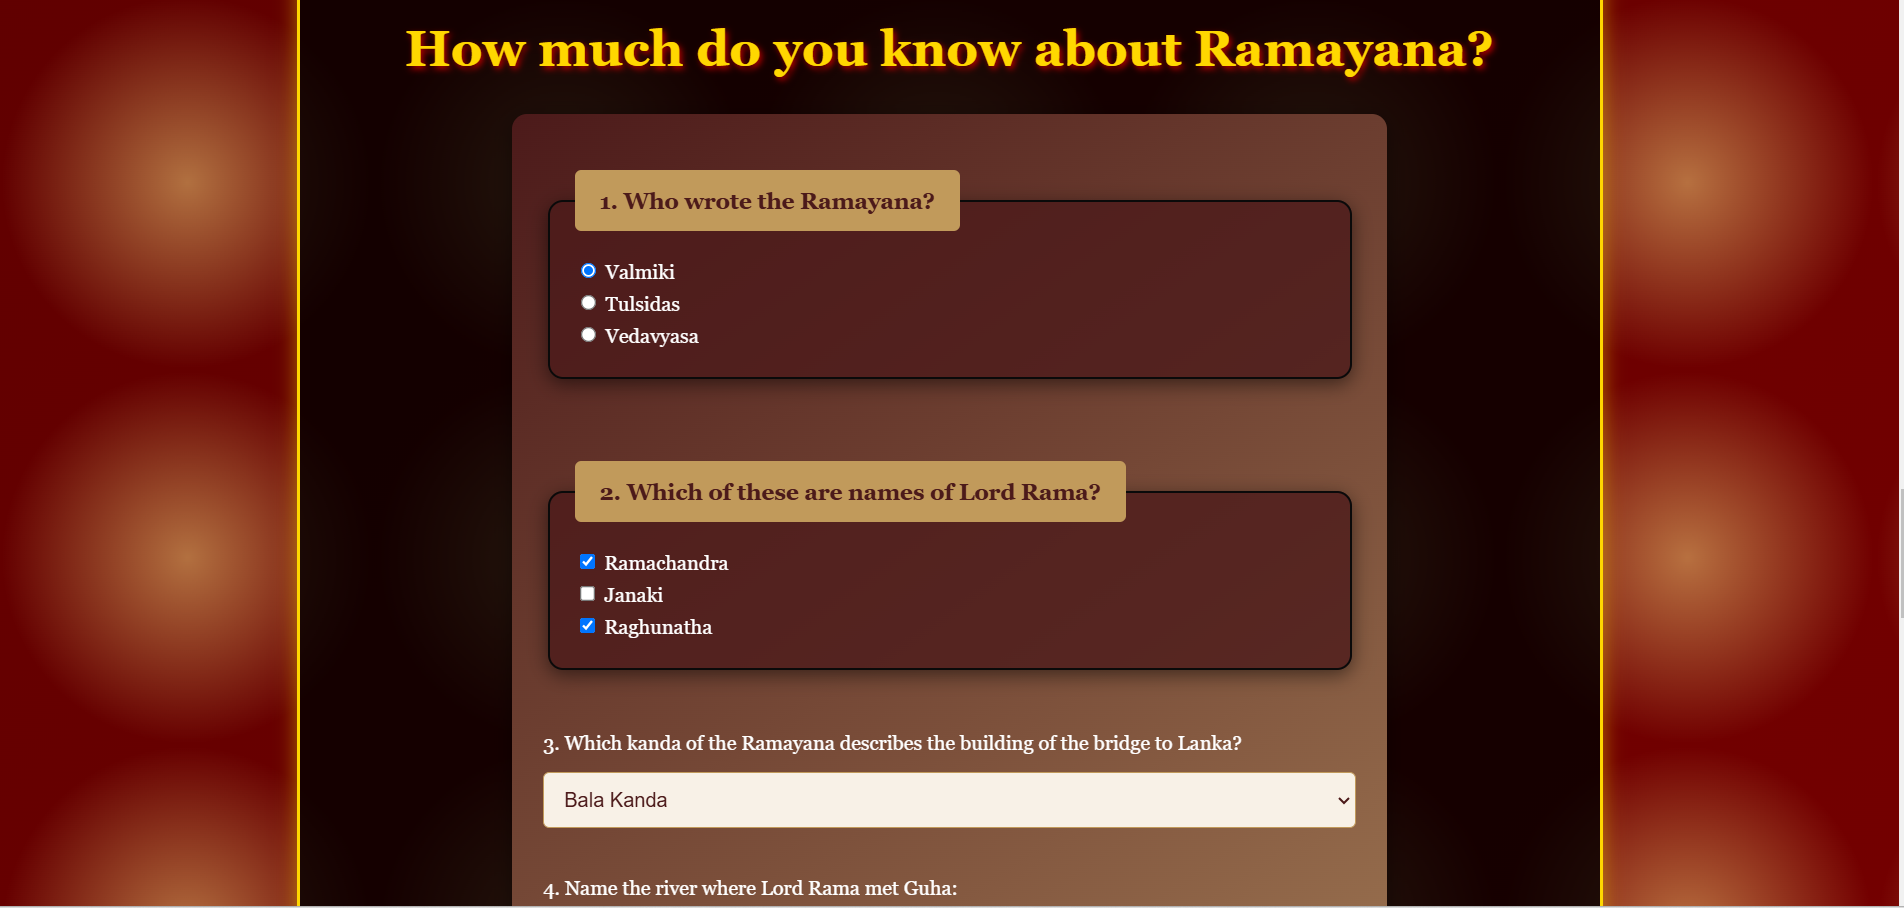 How much do you know about Ramayana?
1. Who wrote the Ramayana?
Valmiki
Tulsidas
Vedavyasa
2. Which of these are names of Lord Rama?
Ramachandra
Janaki
Raghunatha
3. Which kanda of the Ramayana describes the building of the bridge to Lanka?
Bala Kanda
4. Name the river where Lord Rama met Guha: